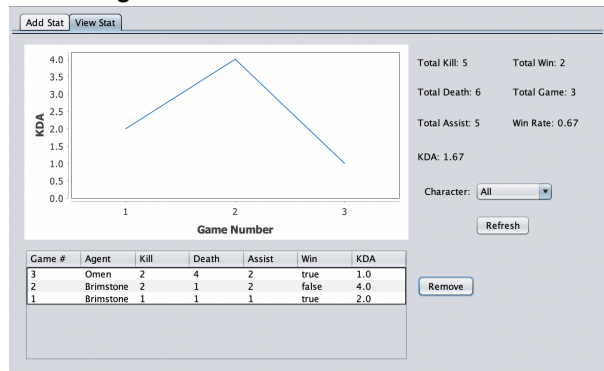 Add Stat View Stat
4.0
3.5
3.0
2.5
2.0
1.5
1.0
0.5
0.0
KDA
1 2 3
Game Number
Total Kill: 5 Total Win: 2
Total Death: 6 Total Game: 3
Total Assist: 5 Win Rate: 0.67
KDA: 1.67
Character: All
Refresh
Game # Agent Kill Death Assist Win KDA
3 Omen 2 4 2 true 1.0
2 Brimstone 2 1 2 false 4.0
1 Brimstone 1 1 1 true 2.0
Remove